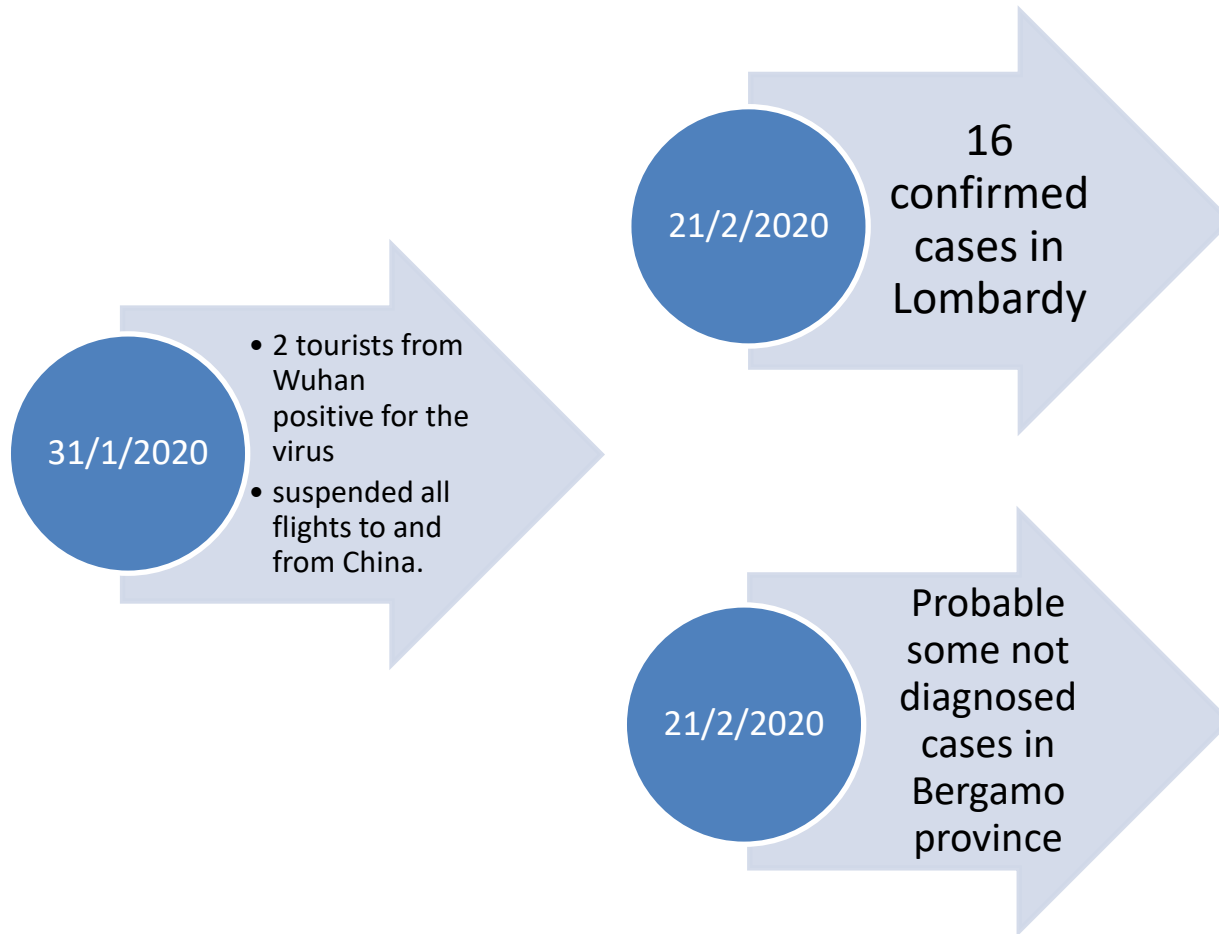 31/1/2020
• 2 tourists from
Wuhan
positive for the
virus
• suspended all
flights to and
from China.
21/2/2020
16
confirmed
cases in
Lombardy
21/2/2020
Probable
some not
diagnosed
cases in
Bergamo
province